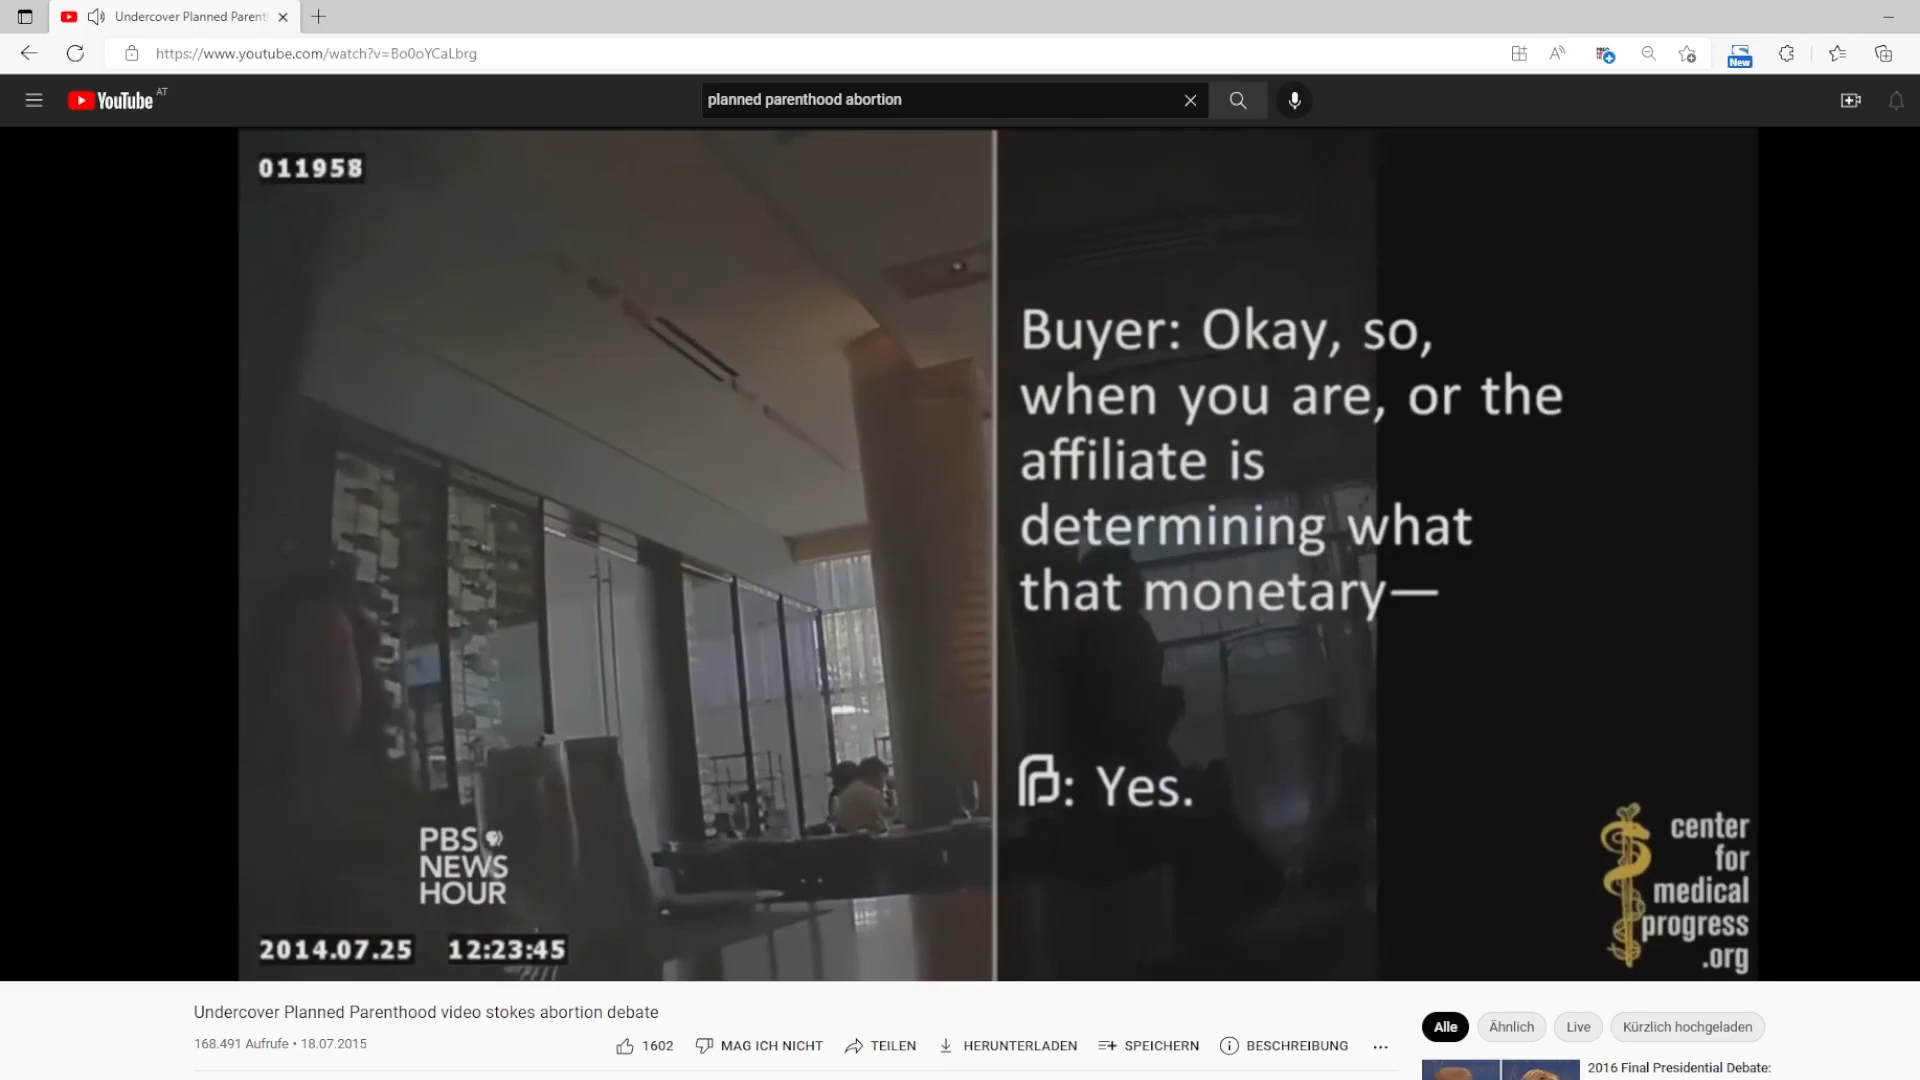 Undercover Planned Parent
https://www.youtube.com/watch?v=Bo0oYCaLbrg
New
YouTube AT
planned parenthood abortion
011958
Buyer: Okay, so,
when you are, or the
affiliate is
determining what
that monetary—
: Yes.
PBS
NEWS
HOUR
center
for
medical
progress
.org
2014.07.25 12:23:45
Undercover Planned Parenthood video stokes abortion debate
168.491 Aufrufe • 18.07.2015
1602 MAG ICH NICHT TEILEN HERUNTERLADEN SPEICHERN BESCHREIBUNG
Alle Ähnlich Live Kürzlich hochgeladen
2016 Final Presidential Debate: